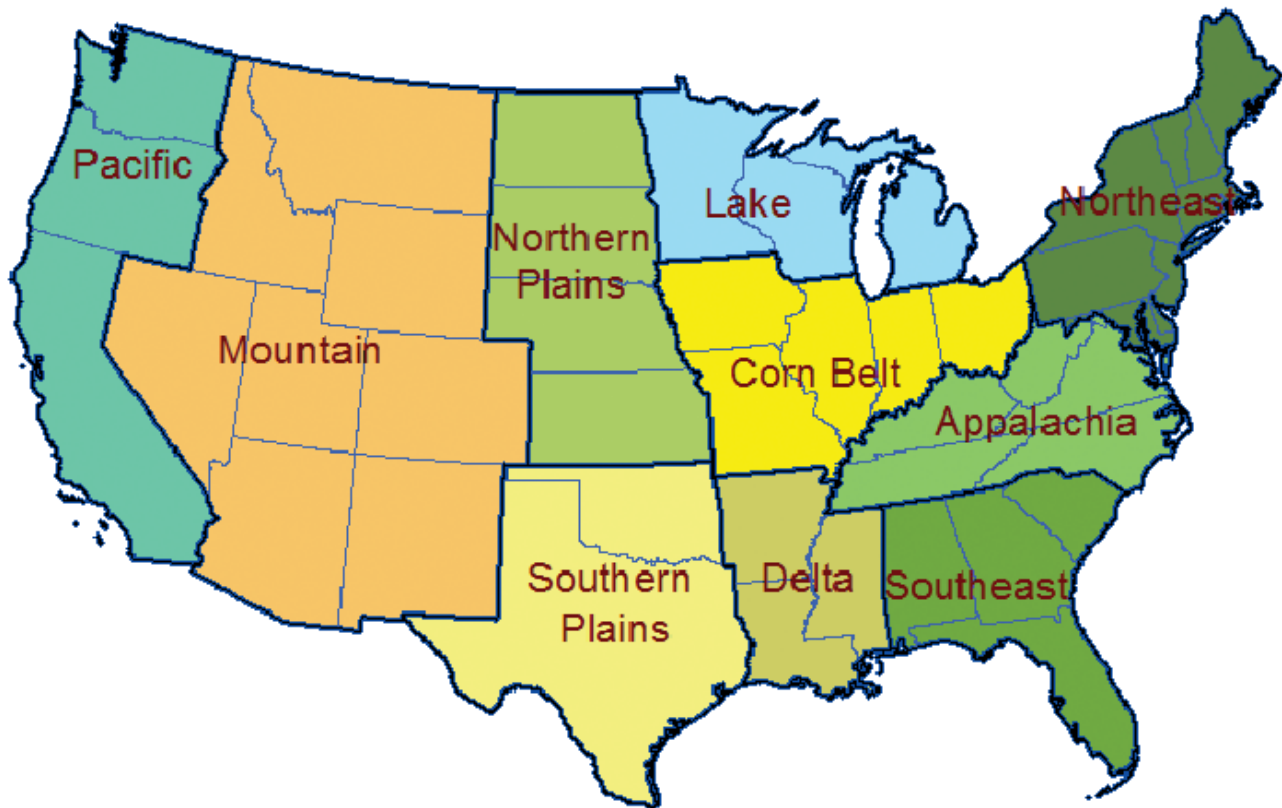 Pacific
Lake
Northeast
Northern
Plains
Mountain
Corn Belt
Appalachia
Southern
Plains
Delta
Southeast